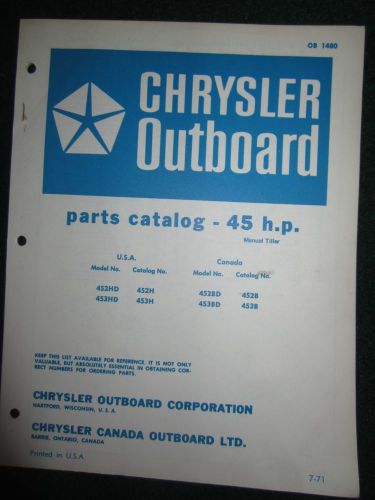 OB 1480
CHRYSLER
Outboard
parts catalog - 45 h.p.
Manual Tiller
U.S.A. Canada
Model No. Catalog No. Model No. Catalog No.
452HD 452H 452BD 452B
453HD 453H 453BD 453B
KEEP THIS LIST AVAILABLE FOR REFERENCE. IT IS NOT ONLY
VALUABLE, BUT ABSOLUTELY ESSENTIAL IN OBTAINING COR-
RECT NUMBERS FOR ORDERING PARTS.
CHRYSLER OUTBOARD CORPORATION
HARTFORD, WISCONSIN, U. S. A.
CHRYSLER CANADA OUTBOARD LTD.
BARRIE, ONTARIO, CANADA
Printed in U.S.A.
7-71